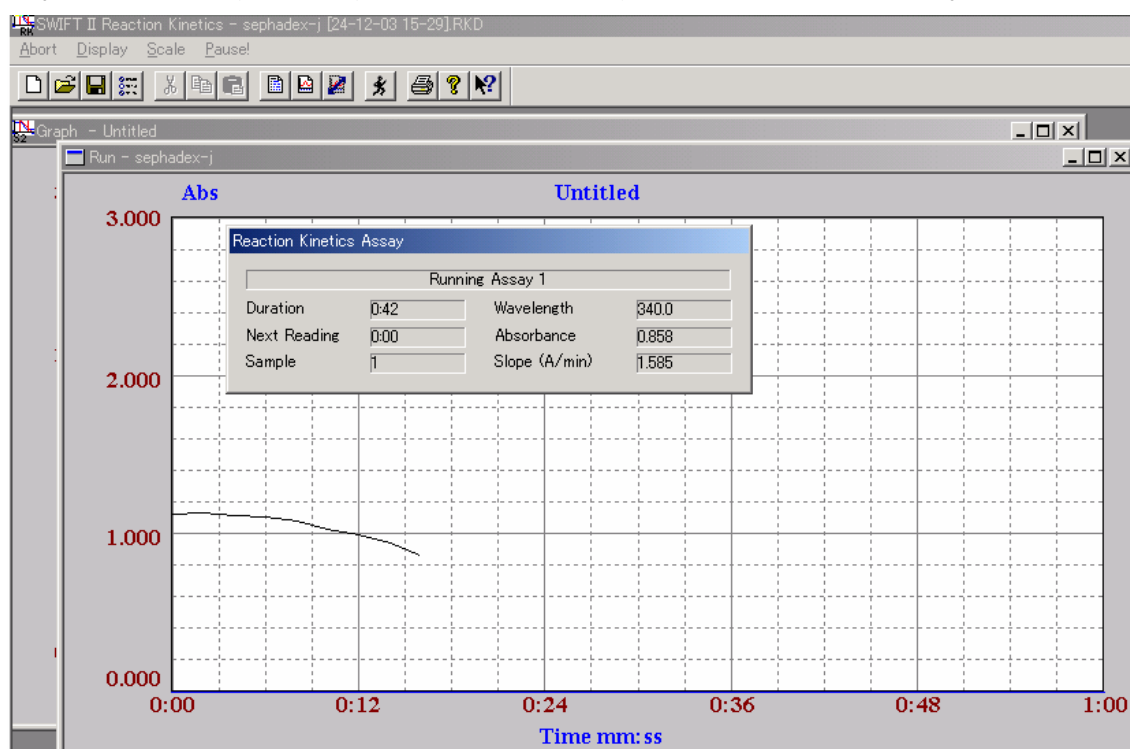 SWIFT II Reaction Kinetics - sephadex-j [24-12-03 15-29].RKD
Abort Display Scale Pause!
Graph - Untitled
Run - sephadex-j
Abs Untitled
3.000
Reaction Kinetics Assay
Running Assay 1
Duration 0:42 Wavelength 340.0
Next Reading 0:00 Absorbance 0.858
Sample 1 Slope (A/min) 1.585
2.000
1.000
0.000
0:00 0:12 0:24 0:36 0:48 1:00
Time mm:ss